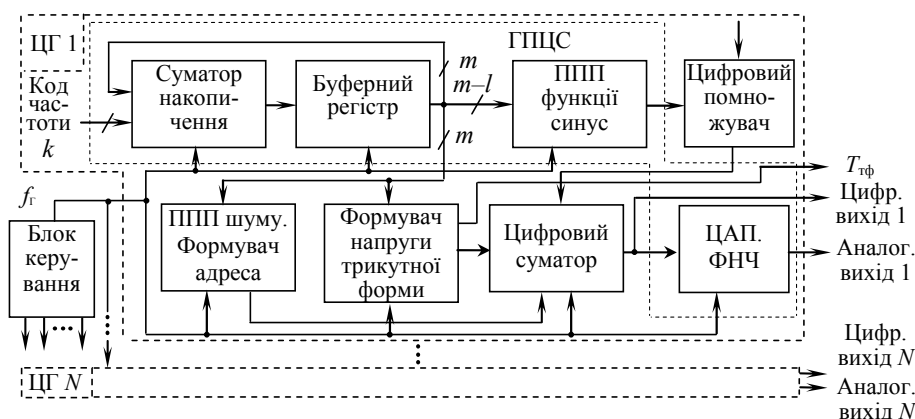 ЦГ 1
ГПЦС
Код
час-
тоти
k
Суматор
накопи-
чення
Буферний
регістр
m
m–l
m
ППП
функції
синус
Цифровий
помно-
жувач
fг
Блок
керу-
вання
ППП шуму.
Формувач
адреса
Формувач
напруги
трикутної
форми
Цифровий
суматор
ЦАП.
ФНЧ
Tтф
Цифр.
вихід 1
Аналог.
вихід 1
ЦГ N
Цифр.
вихід N
Аналог.
вихід N